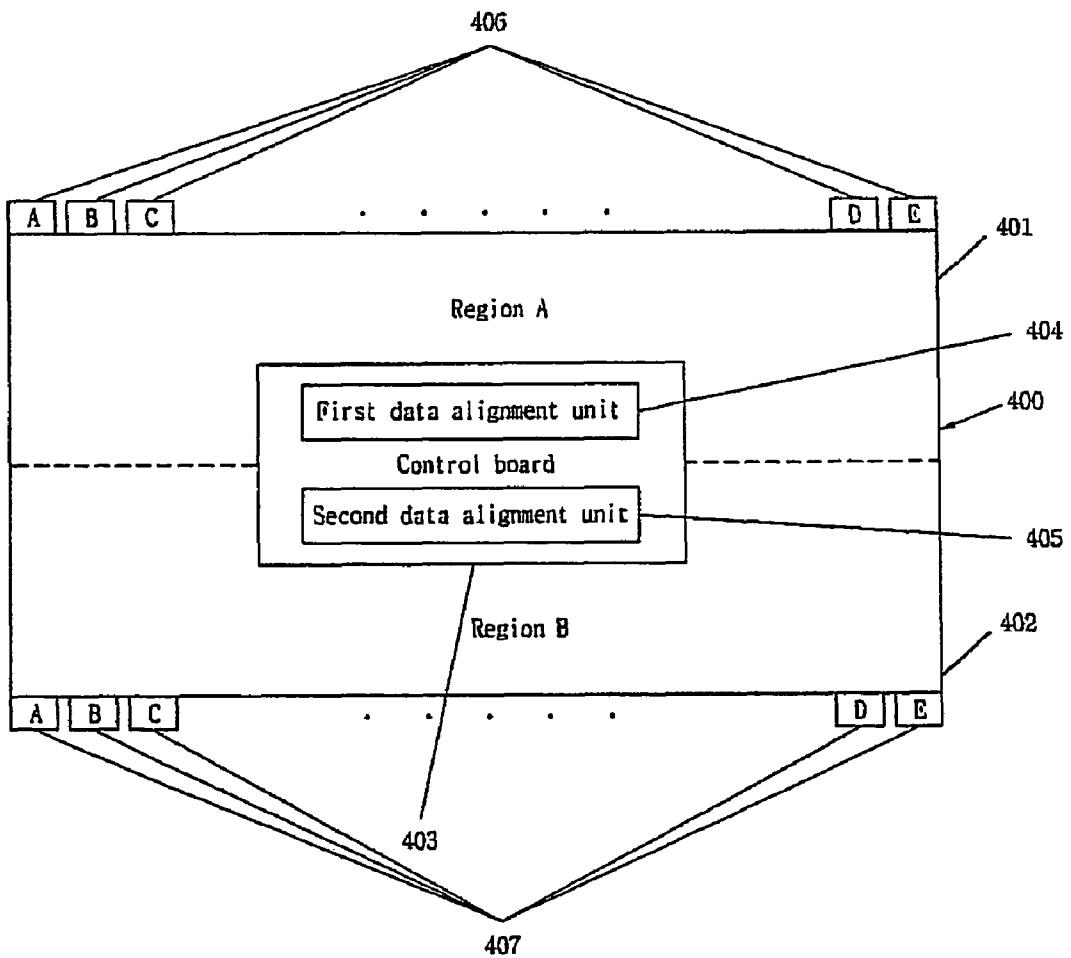 406
A B C . . . . . D E
401
Region A
404
First data alignment unit
400
Control board
Second data alignment unit
405
Region B
402
A B C . . . . . D E
403
407